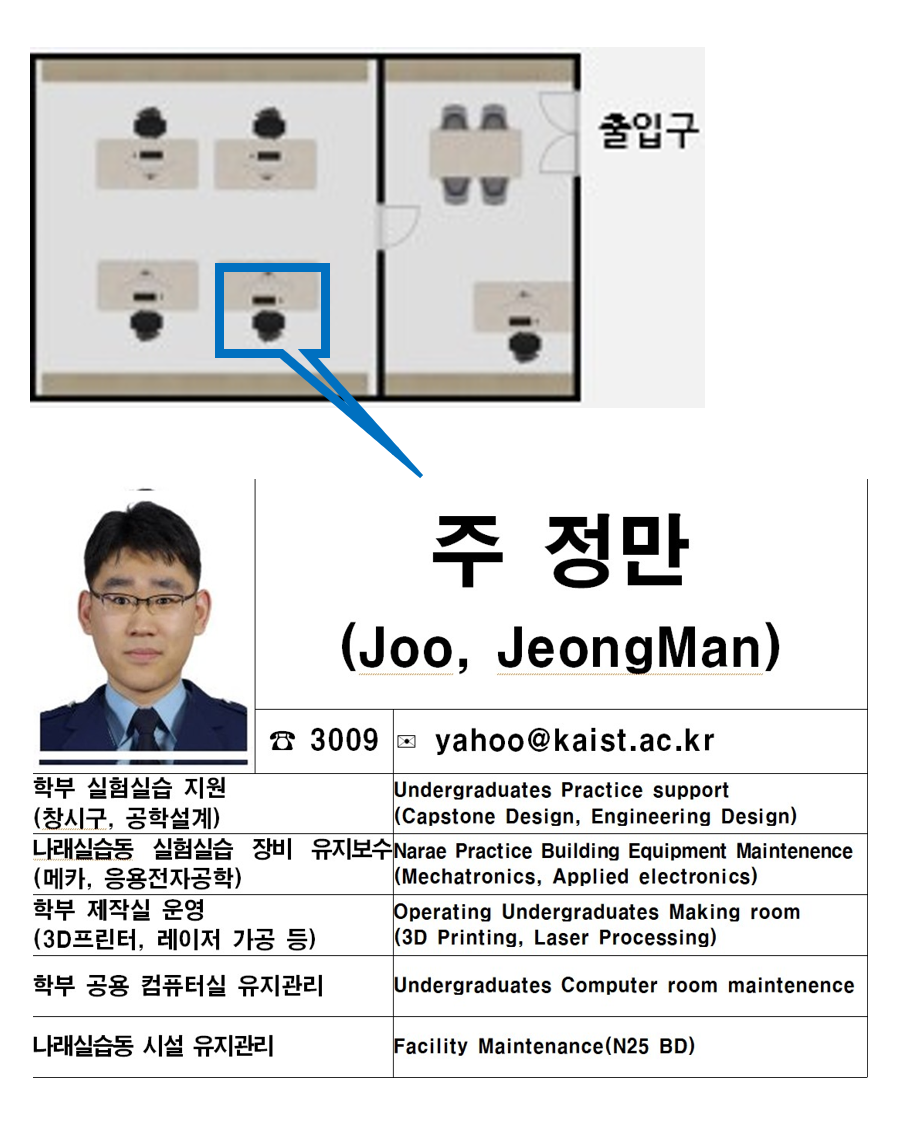 출입구
주 정만
(Joo, JeongMan)
☎ 3009
✉ yahoo@kaist.ac.kr
학부 실험실습 지원
(창시구, 공학설계)
Undergraduates Practice support
(Capstone Design, Engineering Design)
나래실습동 실험실습 장비 유지보수
(메카, 응용전자공학)
Narae Practice Building Equipment Maintenence
(Mechatronics, Applied electronics)
학부 제작실 운영
(3D프린터, 레이저 가공 등)
Operating Undergraduates Making room
(3D Printing, Laser Processing)
학부 공용 컴퓨터실 유지관리
Undergraduates Computer room maintenence
나래실습동 시설 유지관리
Facility Maintenance(N25 BD)